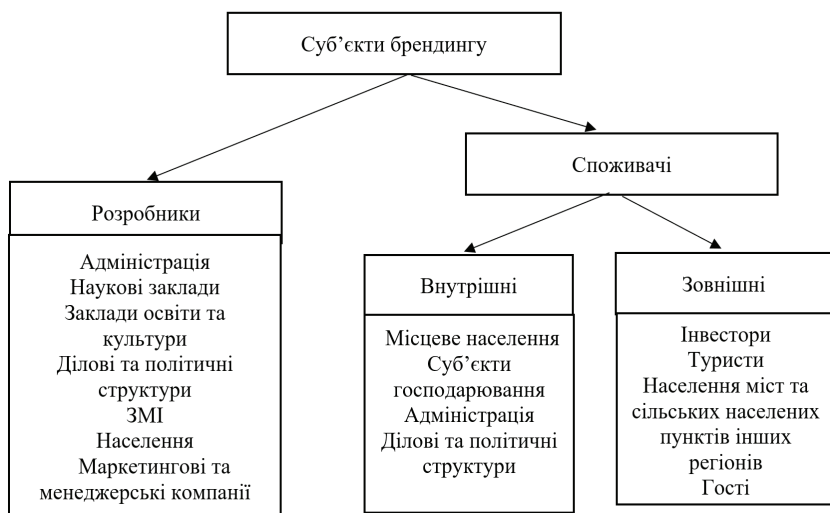 Суб’єкти брендингу
Споживачі
Розробники
Адміністрація
Наукові заклади
Заклади освіти та
культури
Ділові та політичні
структури
ЗМІ
Населення
Маркетингові та
менеджерські компанії
Внутрішні
Місцеве населення
Суб’єкти
господарювання
Адміністрація
Ділові та політичні
структури
Зовнішні
Інвестори
Туристи
Населення міст та
сільських населених
пунктів інших
регіонів
Гості